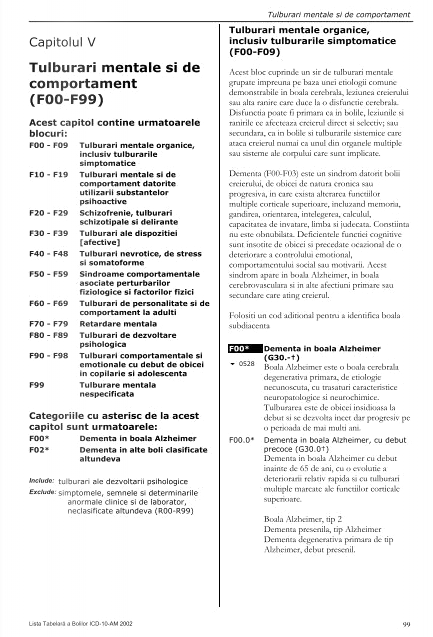 Tulburari mentale si de comportament
Capitolul V
Tulburari mentale si de
comportament
(F00-F99)
Acest capitol contine urmatoarele
blocuri:
F00 – F09 Tulburari mentale organice,
inclusiv tulburarile
simptomatice
F10 – F19 Tulburari mentale si de
comportament datorite
utilizarii substantelor
psihoactive
F20 – F29 Schizofrenie, tulburari
schizotipale si delirante
F30 – F39 Tulburari ale dispozitiei
[afective]
F40 – F48 Tulburari nevrotice, de stress
si somatoforme
F50 – F59 Sindroame comportamentale
asociate perturbarilor
fiziologice si factorilor fizici
F60 – F69 Tulburari de personalitate si de
comportament la adulti
F70 – F79 Retardare mentala
F80 – F89 Tulburari de dezvoltare
psihologica
F90 – F98 Tulburari comportamentale si
emotionale cu debut de obicei
in copilarie si adolescenta
F99 Tulburare mentala
nespecificata
Categoriile cu asterisc de la acest
capitol sunt urmatoarele:
F00* Dementa in boala Alzheimer
F02* Dementa in alte boli clasificate
altundeva
Include: tulburari ale dezvoltarii psihologice
Exclude: simptomele, semnele si determinarile
anormale clinice si de laborator,
neclasificate altundeva (R00-R99)
Tulburari mentale organice,
inclusiv tulburarile simptomatice
(F00-F09)
Acest bloc cuprinde un sir de tulburari mentale
grupate impreuna pe baza unei etiologii comune
demonstrabile in boala cerebrala, leziunea creierului
sau alta ranire care duce la o disfunctie cerebrala.
Disfunctia poate fi primara ca in bolile, leziunile si
ranirile ce afecteaza creierul direct si selectiv; sau
secundara, ca in bolile si tulburarile sistemice care
ataca creierul numai ca unul din organele multiple
sau sisteme ale corpului care sunt implicate.
Dementa (F00-F03) este un sindrom datorit bolii
creierului, de obicei de natura cronica sau
progresiva, in care exista alterarea functiilor
multiple corticale superioare, incluzand memoria,
gandirea, orientarea, intelegerea, calculul,
capacitatea de invatare, limba si judecata. Constiinta
nu este obnubilata. Deficientele functiei cognitive
sunt insotite de obicei si precedate ocazional de o
deteriorare a controlului emotional,
comportamentului social sau motivarii. Acest
sindrom apare in boala Alzheimer, in boala
cerebrovasculara si in alte afectiuni primare sau
secundare care ating creierul.
Folositi un cod aditional pentru a identifica boala
subdiacenta
F00* Dementa in boala Alzheimer
(G30.-†)
▾ 0528 Boala Alzheimer este o boala cerebrala
degenerativa primara, de etiologie
necunoscuta, cu trasaturi caracteristice
neuropatologice si neurochimice.
Tulburarea este de obicei insidioasa la
debut si se dezvolta incet dar progresiv pe
o perioada de mai multi ani.
F00.0* Dementa in boala Alzheimer, cu debut
precoce (G30.0†)
Dementa in boala Alzheimer cu debut
inainte de 65 de ani, cu o evolutie a
deteriorarii relativ rapida si cu tulburari
multiple marcate ale functiilor corticale
superioare.
Boala Alzheimer, tip 2
Dementa presenila, tip Alzheimer
Dementa degenerativa primara de tip
Alzheimer, debut presenil.
Lista Tabelară a Bolilor ICD-10-AM 2002 99